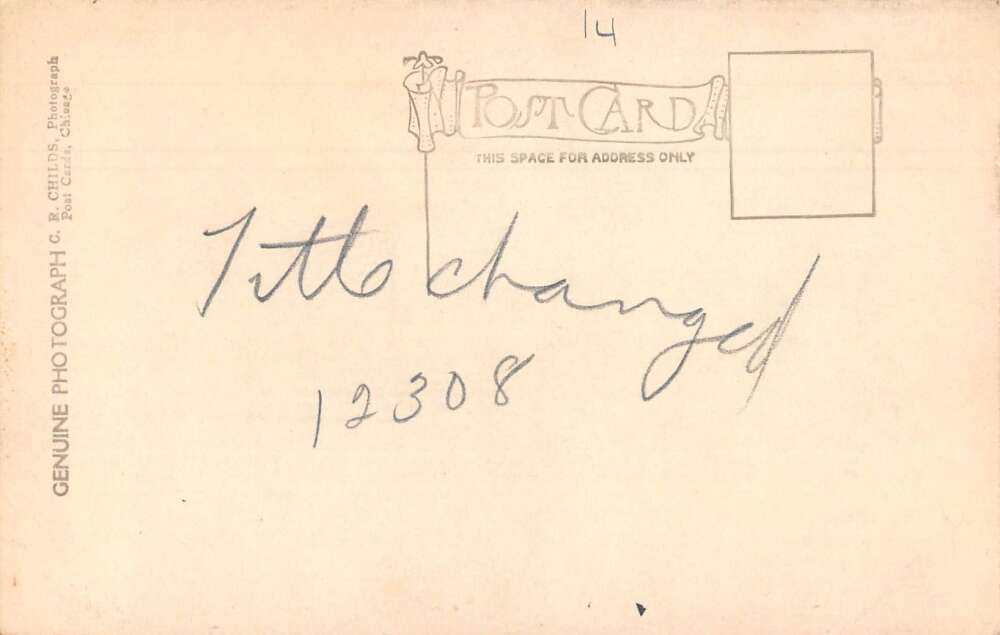 14
POST CARD
THIS SPACE FOR ADDRESS ONLY
GENUINE PHOTOGRAPH C. R. CHILDS, Photograph
Post Cards, Chicago
Title changed
12308